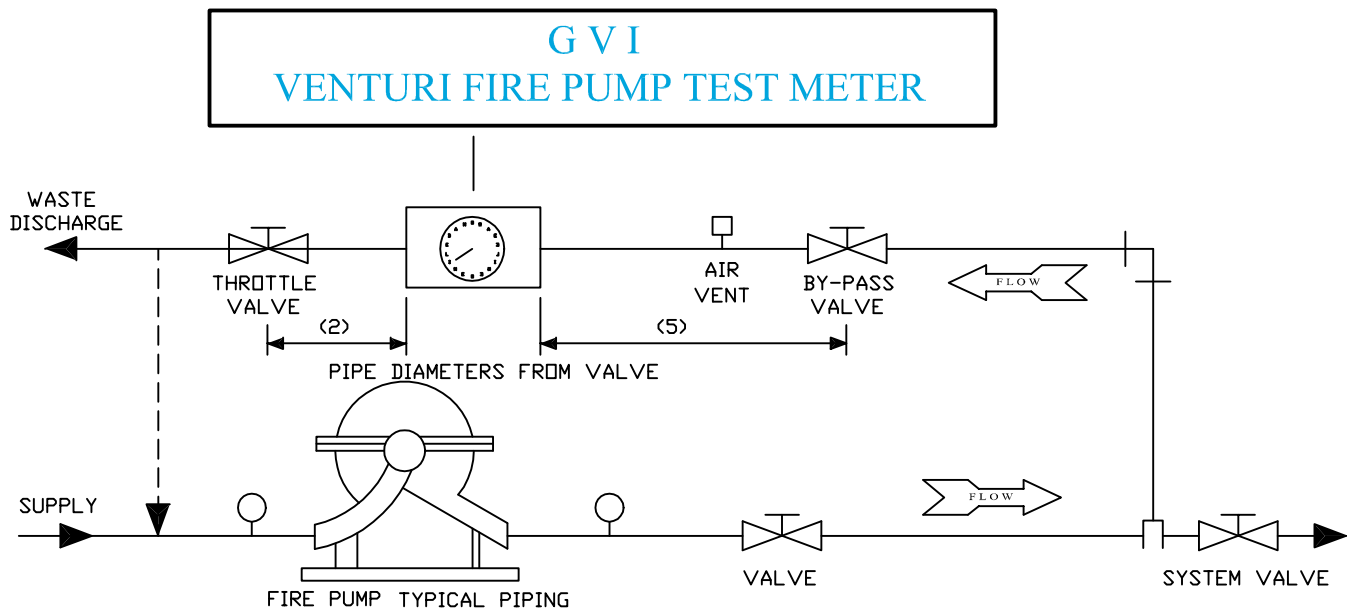 G V I
VENTURI FIRE PUMP TEST METER
WASTE
DISCHARGE
THROTTLE
VALVE
AIR
VENT
BY-PASS
VALVE
FLOW
(2)
(5)
PIPE DIAMETERS FROM VALVE
SUPPLY
FLOW
VALVE
SYSTEM VALVE
FIRE PUMP TYPICAL PIPING